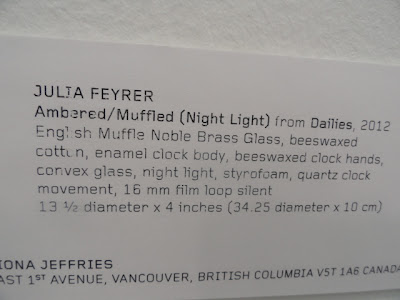 JULIA FEYRER
Ambered/Muffled (Night Light) from Dailies, 2012
English Muffle Noble Brass Glass, beeswaxed
cotton, enamel clock body, beeswaxed clock hands,
convex glass, night light, styrofoam, quartz clock
movement, 16 mm film loop silent
13 ½ diameter x 4 inches (34.25 diameter x 10 cm)
IONA JEFFRIES
AST 1ST AVENUE, VANCOUVER, BRITISH COLUMBIA V5T 1A6 CANADA